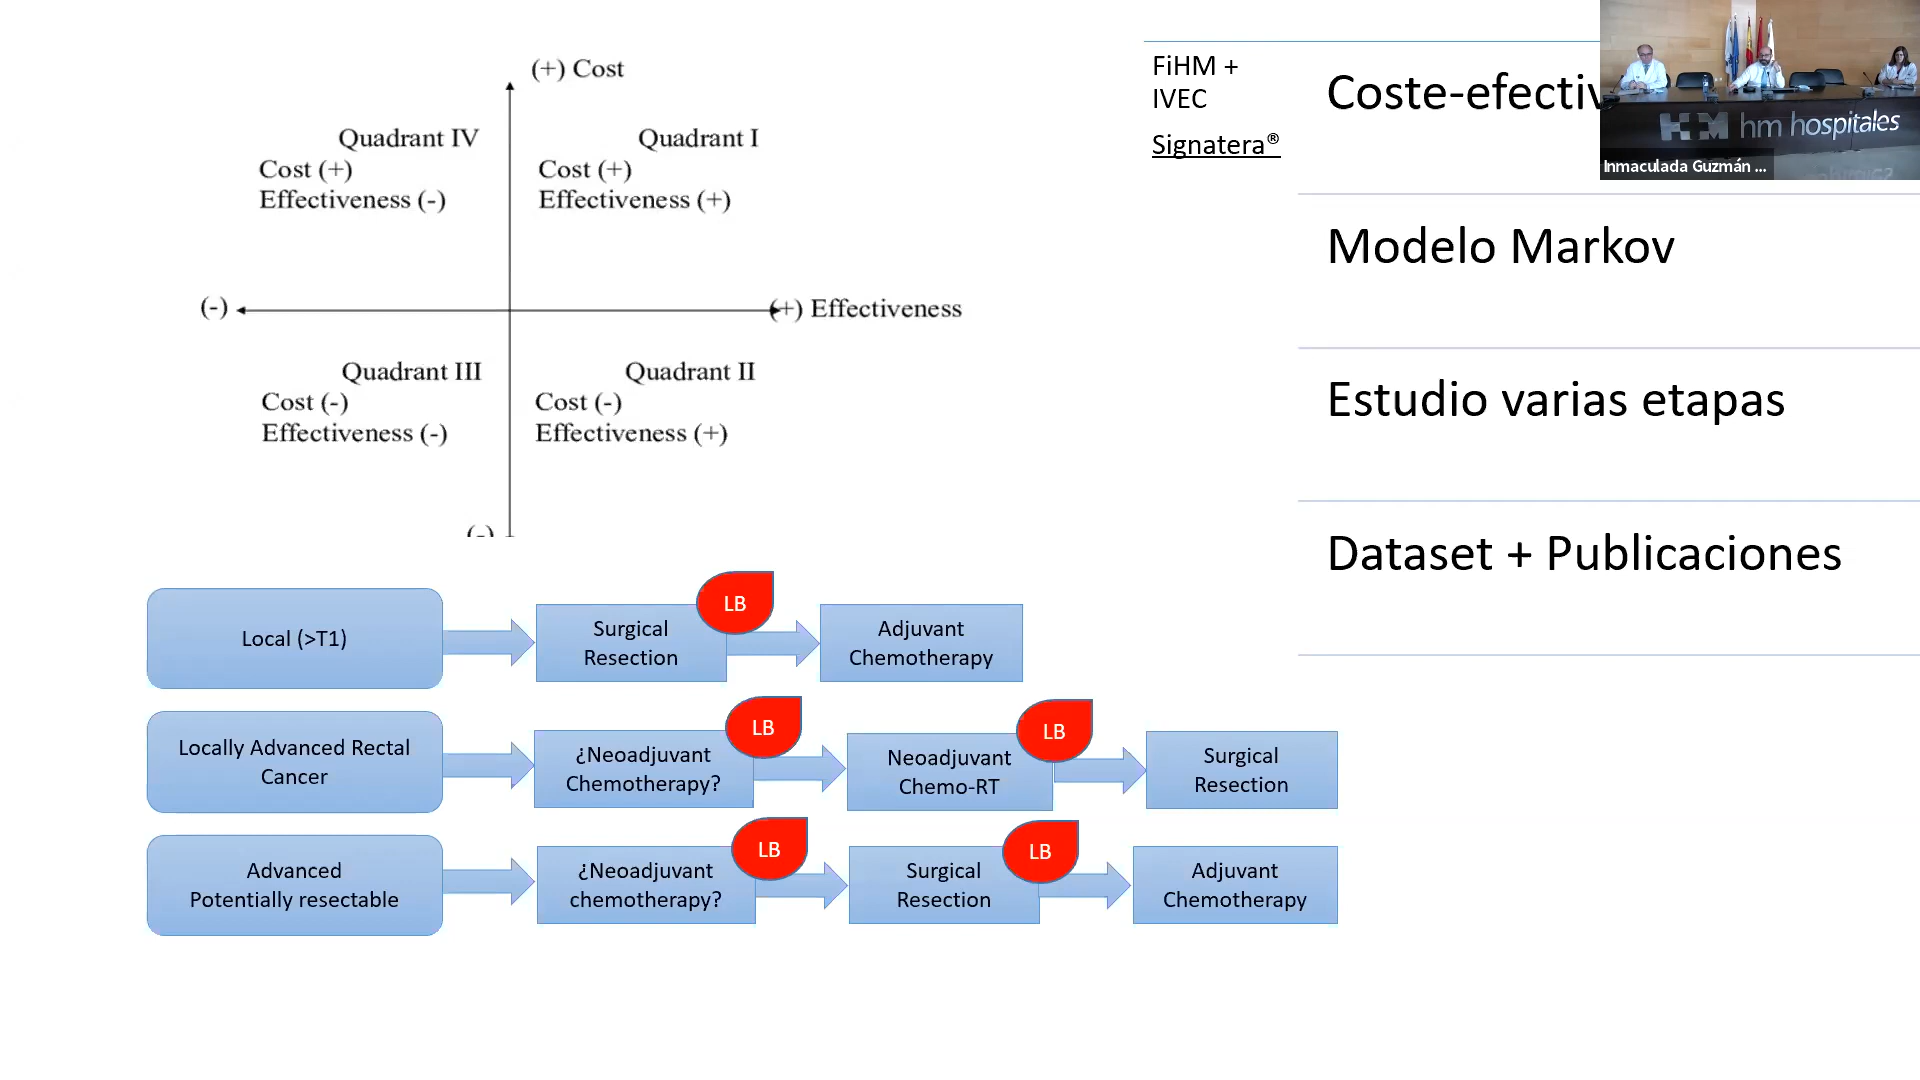 (+) Cost
Quadrant IV
Cost (+)
Effectiveness (-)
Quadrant I
Cost (+)
Effectiveness (+)
(-)
(+) Effectiveness
Quadrant III
Cost (-)
Effectiveness (-)
Quadrant II
Cost (-)
Effectiveness (+)
(-)
FiHM +
IVEC
Signatera®
Coste-efectiv
Modelo Markov
Estudio varias etapas
Dataset + Publicaciones
hm hospitales
Inmaculada Guzmán ...
Local (>T1)
Surgical
Resection
LB
Adjuvant
Chemotherapy
Locally Advanced Rectal
Cancer
¿Neoadjuvant
Chemotherapy?
LB
Neoadjuvant
Chemo-RT
LB
Surgical
Resection
Advanced
Potentially resectable
¿Neoadjuvant
chemotherapy?
LB
Surgical
Resection
LB
Adjuvant
Chemotherapy